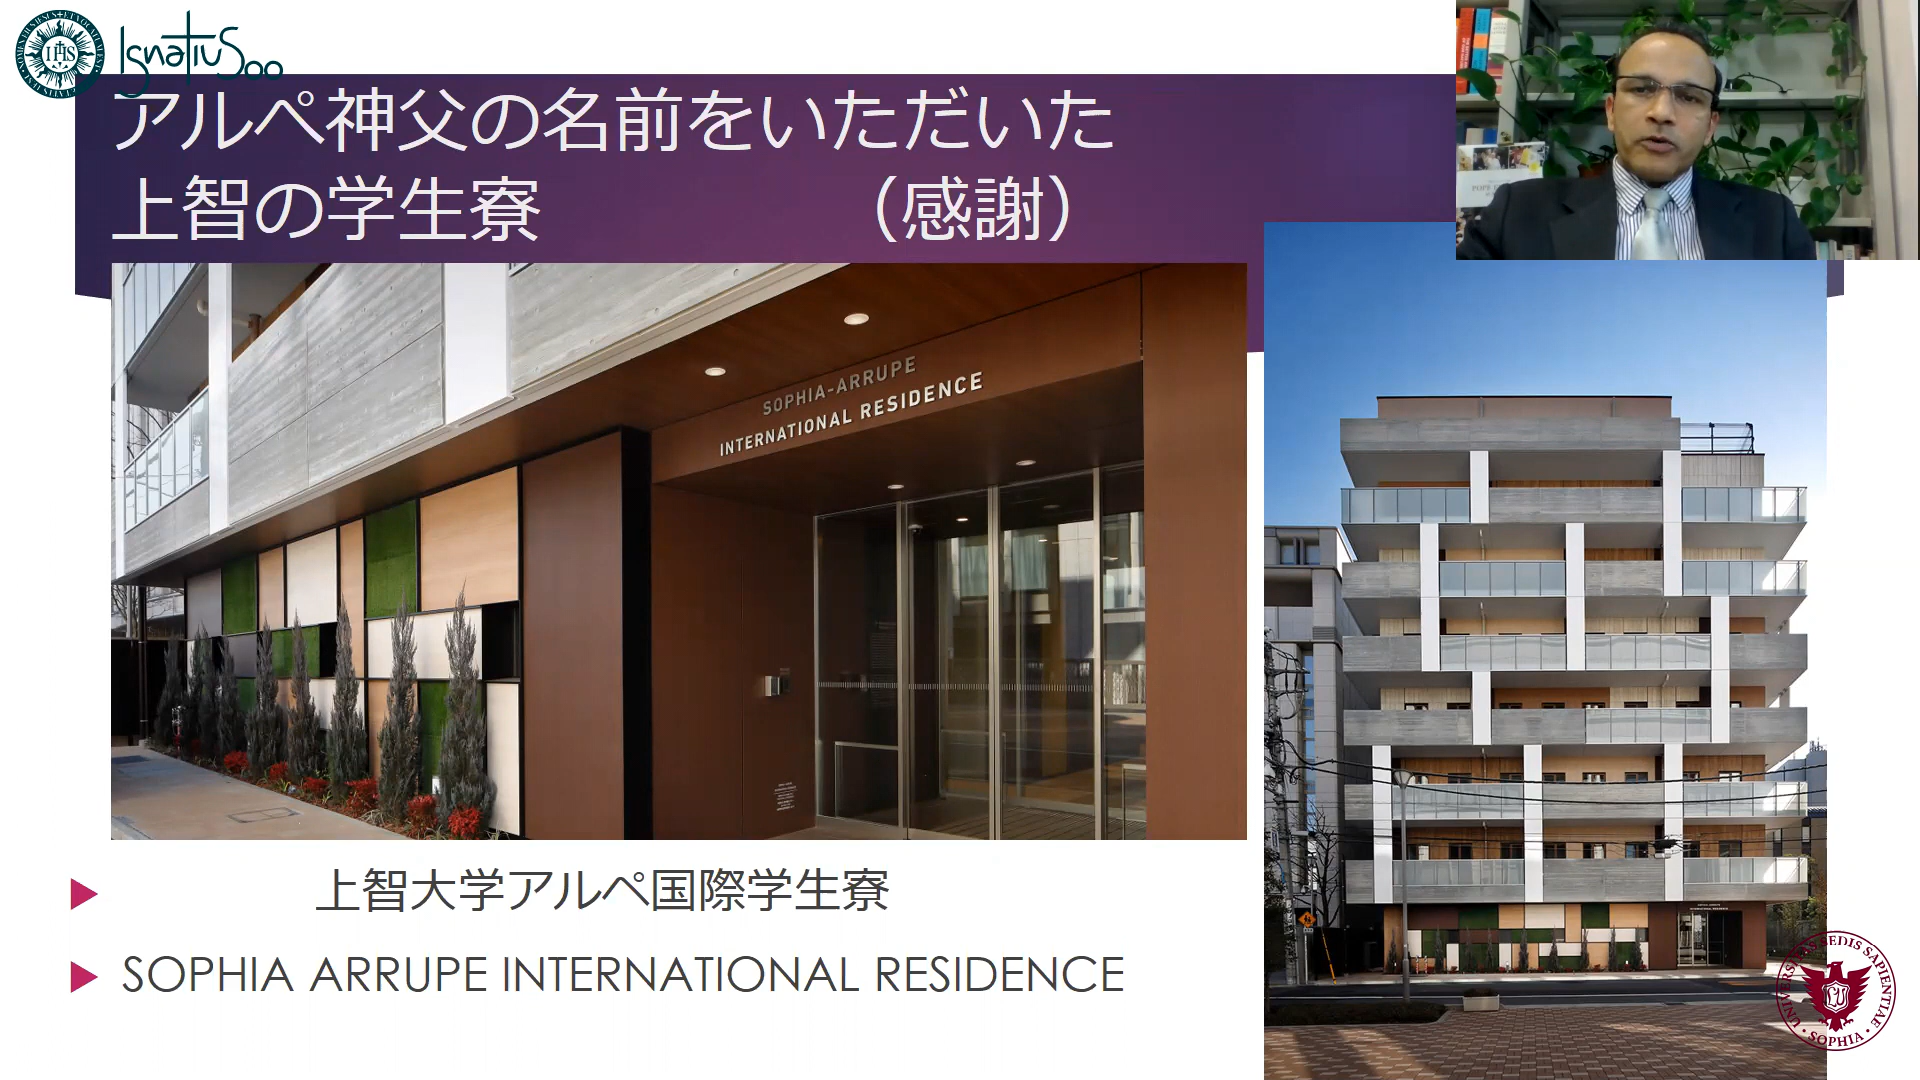 IHS
Ignatius500
アルペ神父の名前をいただいた
上智の学生寮 （感謝）
SOPHIA-ARRUPE
INTERNATIONAL RESIDENCE
上智大学アルペ国際学生寮
SOPHIA ARRUPE INTERNATIONAL RESIDENCE
UNIVERSITAS SEDIS SAPIENTIAE
SOPHIA